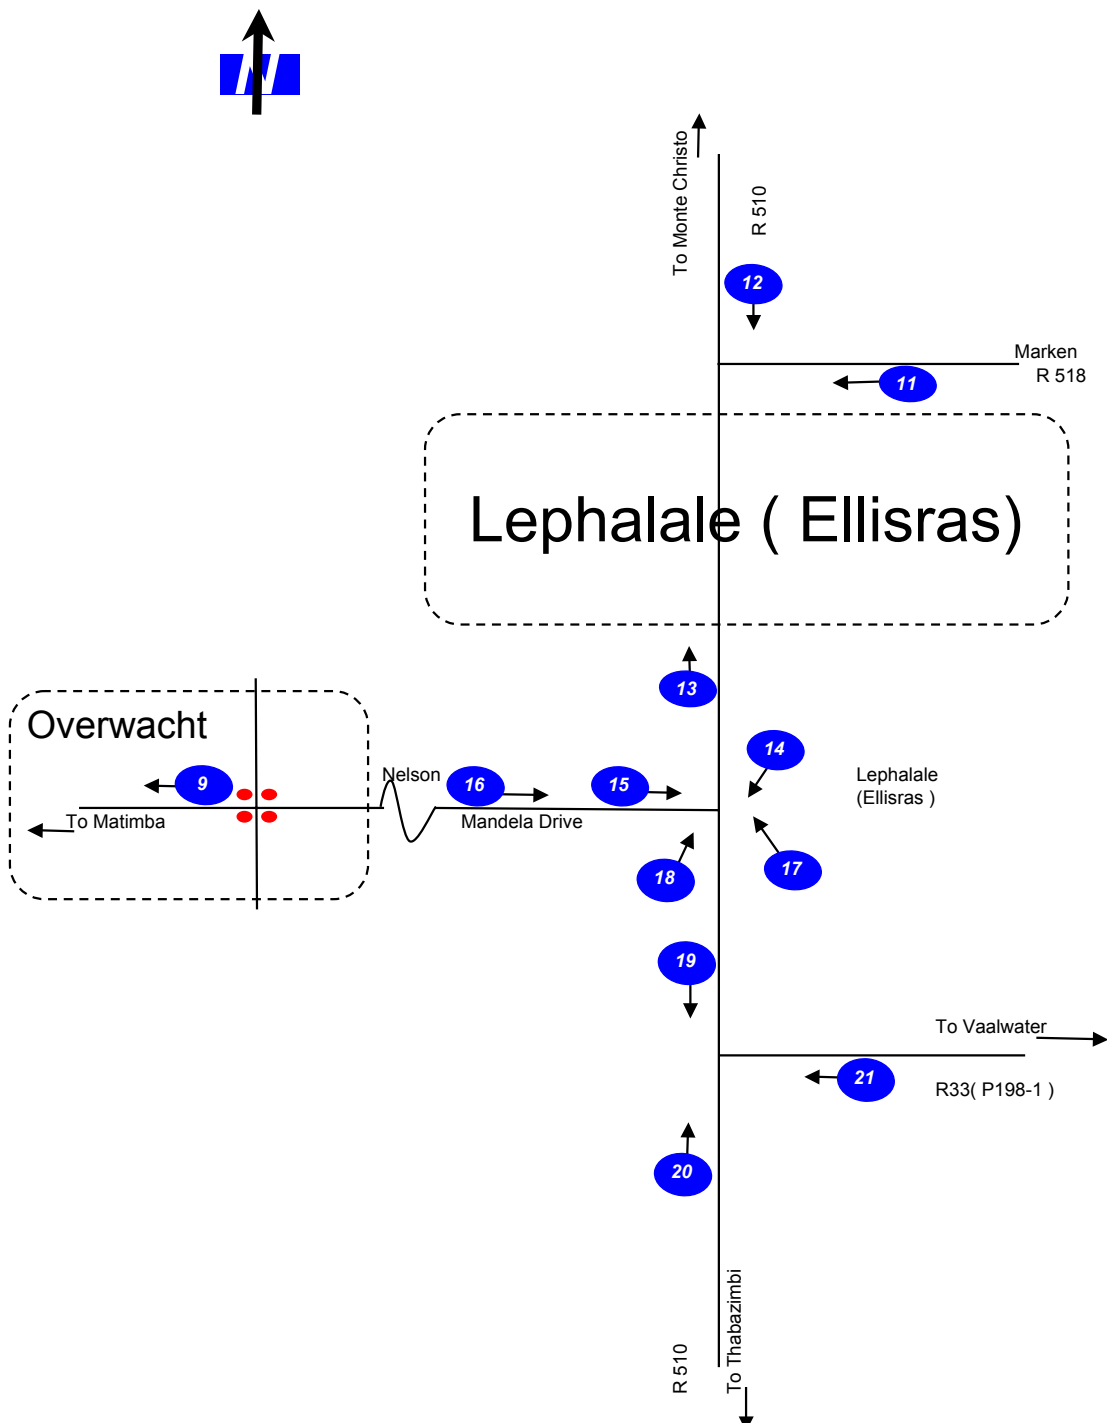 N
To Monte Christo
R 510
12
Marken
R 518
11
Lephalale ( Ellisras)
13
Overwacht
14
9
Nelson
16
15
Lephalale
(Ellisras )
To Matimba
Mandela Drive
18
17
19
To Vaalwater
21
R33( P198-1 )
20
R 510
To Thabazimbi